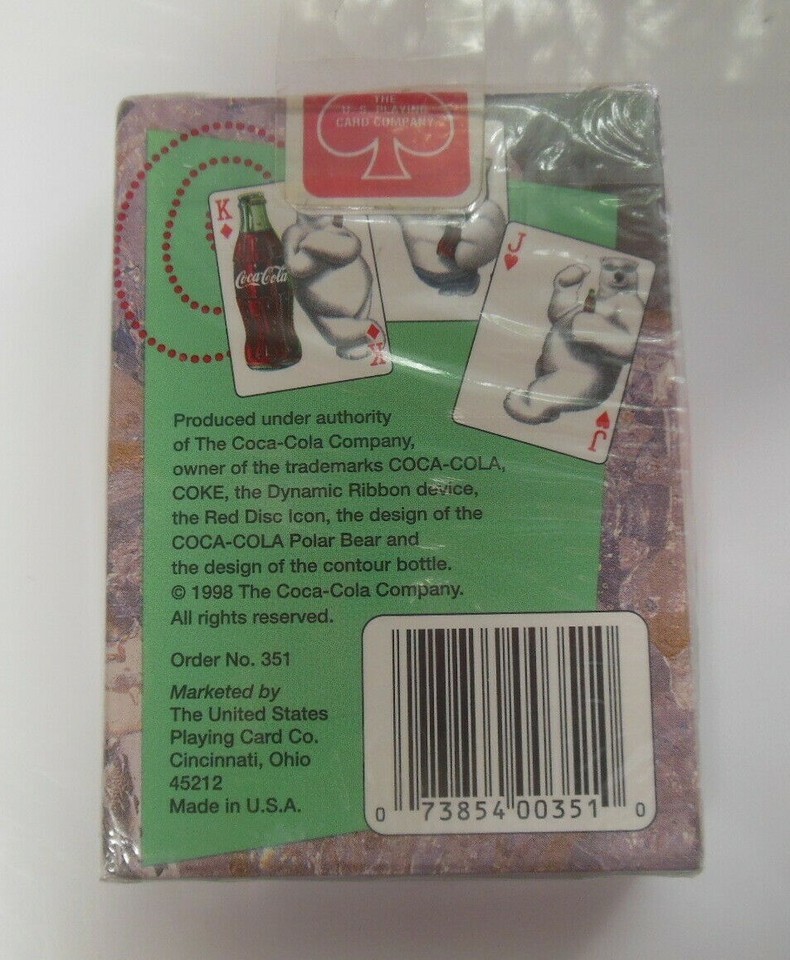 THE
U. S. PLAYING
CARD COMPANY
K
Coca-Cola
K
J
J
Produced under authority
of The Coca-Cola Company,
owner of the trademarks COCA-COLA,
COKE, the Dynamic Ribbon device,
the Red Disc Icon, the design of the
COCA-COLA Polar Bear and
the design of the contour bottle.
© 1998 The Coca-Cola Company.
All rights reserved.
Order No. 351
Marketed by
The United States
Playing Card Co.
Cincinnati, Ohio
45212
Made in U.S.A.
0 73854 00351 0